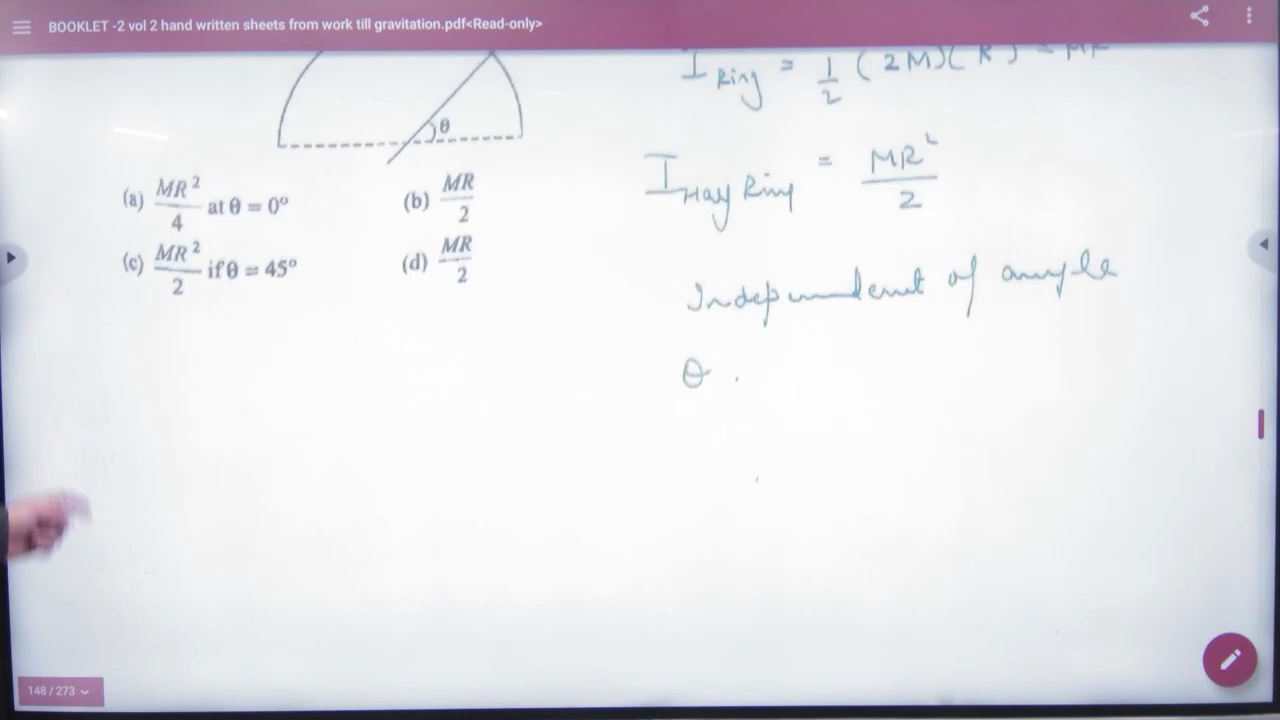 BOOKLET -2 vol 2 hand written sheets from work till gravitation.pdf<Read-only>
θ
(a) MR²/4 at θ = 0° (b) MR/2
(c) MR²/2 if θ = 45° (d) MR/2
I Ring = 1/2 (2M)(R) = MR
I Half Ring = MR²/2
Independent of angle
θ .
148 / 273